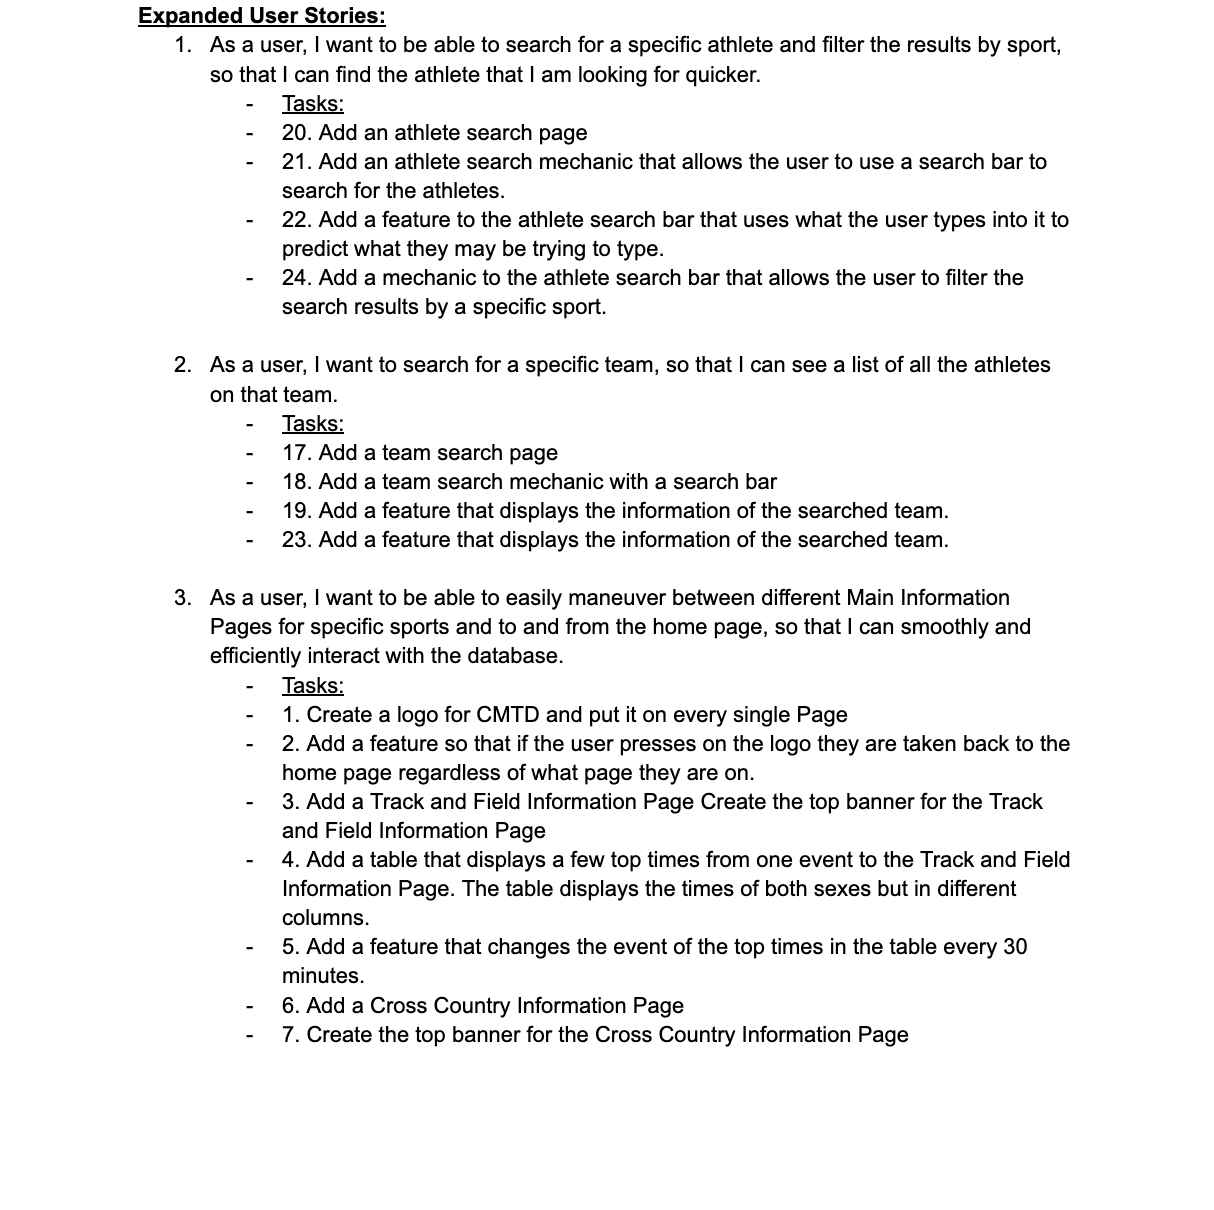 Expanded User Stories:
1. As a user, I want to be able to search for a specific athlete and filter the results by sport,
so that I can find the athlete that I am looking for quicker.
- Tasks:
- 20. Add an athlete search page
- 21. Add an athlete search mechanic that allows the user to use a search bar to
search for the athletes.
- 22. Add a feature to the athlete search bar that uses what the user types into it to
predict what they may be trying to type.
- 24. Add a mechanic to the athlete search bar that allows the user to filter the
search results by a specific sport.
2. As a user, I want to search for a specific team, so that I can see a list of all the athletes
on that team.
- Tasks:
- 17. Add a team search page
- 18. Add a team search mechanic with a search bar
- 19. Add a feature that displays the information of the searched team.
- 23. Add a feature that displays the information of the searched team.
3. As a user, I want to be able to easily maneuver between different Main Information
Pages for specific sports and to and from the home page, so that I can smoothly and
efficiently interact with the database.
- Tasks:
- 1. Create a logo for CMTD and put it on every single Page
- 2. Add a feature so that if the user presses on the logo they are taken back to the
home page regardless of what page they are on.
- 3. Add a Track and Field Information Page Create the top banner for the Track
and Field Information Page
- 4. Add a table that displays a few top times from one event to the Track and Field
Information Page. The table displays the times of both sexes but in different
columns.
- 5. Add a feature that changes the event of the top times in the table every 30
minutes.
- 6. Add a Cross Country Information Page
- 7. Create the top banner for the Cross Country Information Page